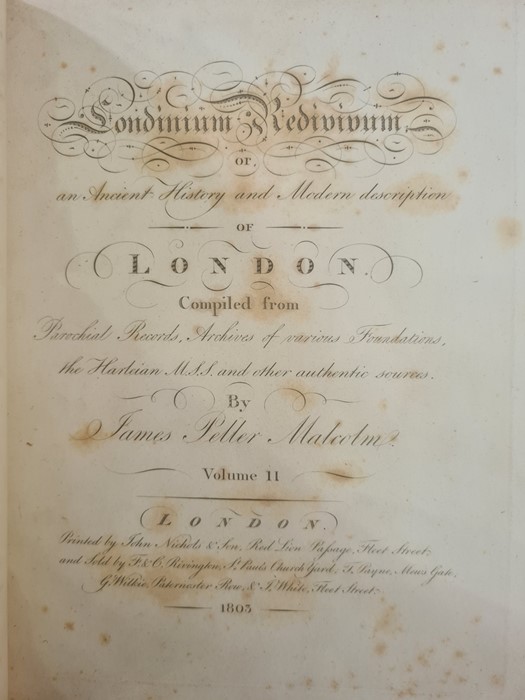 Londinium Redivivum,
or,
an Ancient History and Modern description
OF
LONDON.
Compiled from
Parochial Records, Archives of various Foundations,
the Harleian MSS. and other authentic sources.
By
James Peller Malcolm.
Volume II
LONDON.
Printed by John Nichols & Son, Red Lion Passage, Fleet Street;
and Sold by F. & C. Rivington, St. Pauls Church Yard; T. Payne, Mews Gate,
G. Wilkie, Paternoster Row, & J. White, Fleet Street.
1803